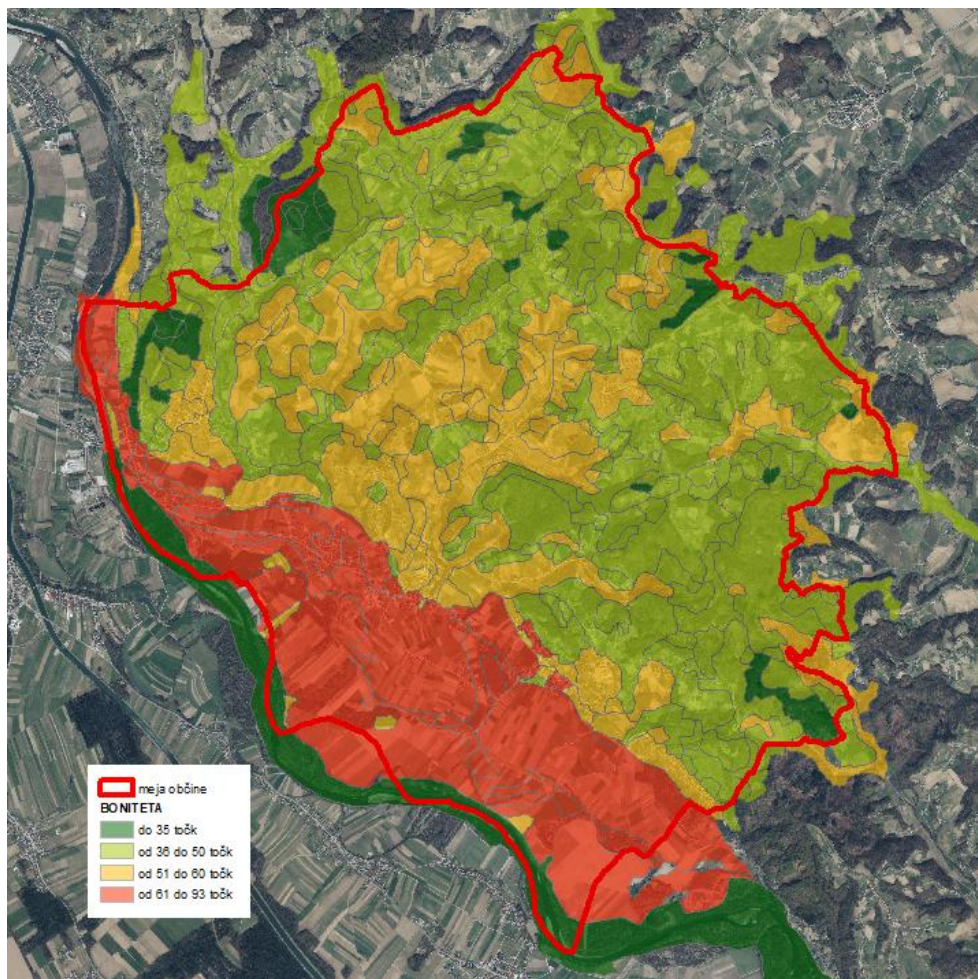 meja občine
BONITETA
do 35 točk
od 36 do 50 točk
od 51 do 60 točk
od 61 do 93 točk